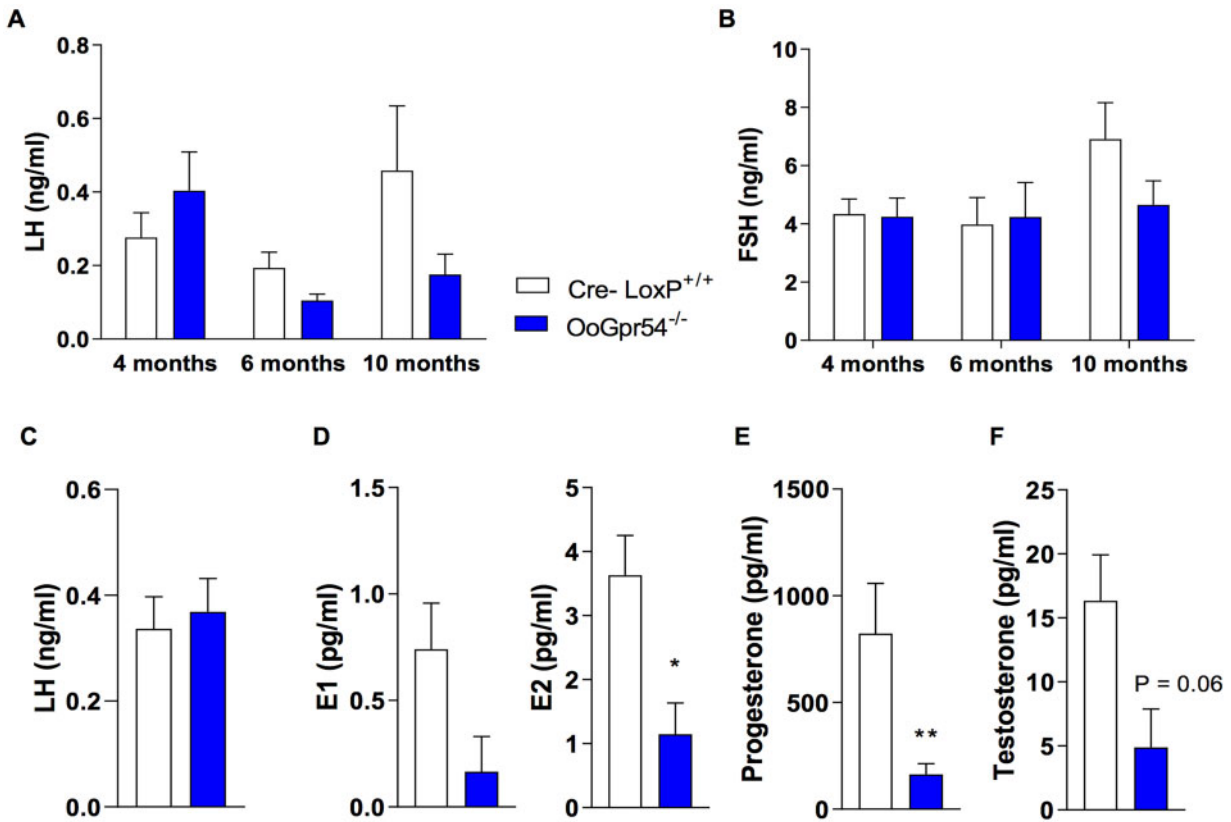 A
LH (ng/ml)
0.8
0.6
0.4
0.2
0.0
4 months 6 months 10 months
Cre- LoxP+/+
OoGpr54-/-
B
FSH (ng/ml)
10
8
6
4
2
0
4 months 6 months 10 months
C
LH (ng/ml)
0.6
0.4
0.2
0.0
D
E1 (pg/ml)
1.5
1.0
0.5
0.0
E2 (pg/ml)
5
4
3
2
1
0
*
E
Progesterone (pg/ml)
1500
1000
500
0
**
F
Testosterone (pg/ml)
25
20
15
10
5
0
P = 0.06